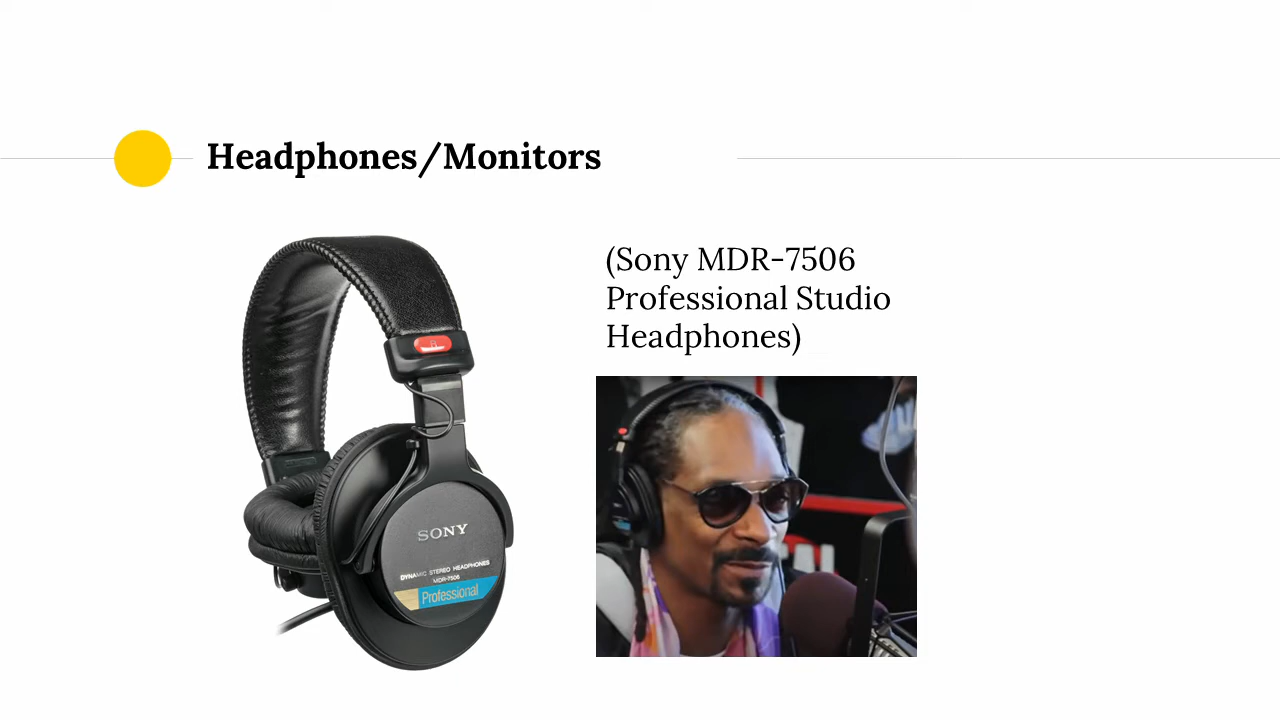 Headphones/Monitors
(Sony MDR-7506
Professional Studio
Headphones)
SONY
DYNAMIC STEREO HEADPHONES
MDR-7506
Professional